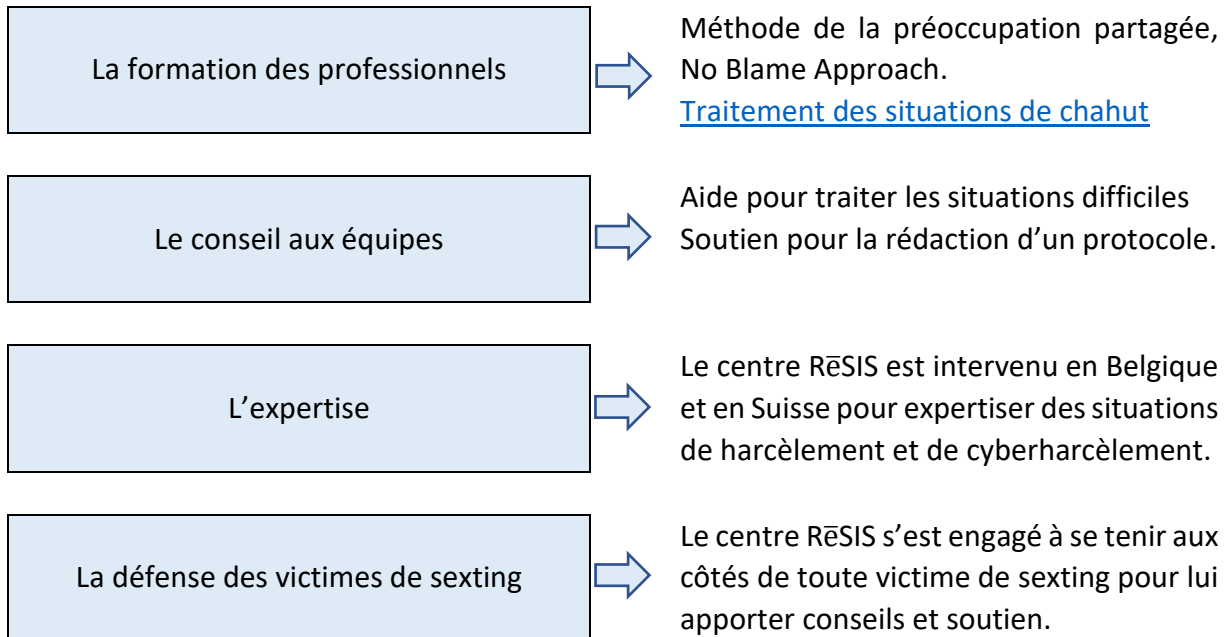 La formation des professionnels
Méthode de la préoccupation partagée,
No Blame Approach.
Traitement des situations de chahut
Le conseil aux équipes
Aide pour traiter les situations difficiles
Soutien pour la rédaction d’un protocole.
L’expertise
Le centre RēSIS est intervenu en Belgique
et en Suisse pour expertiser des situations
de harcèlement et de cyberharcèlement.
La défense des victimes de sexting
Le centre RēSIS s’est engagé à se tenir aux
côtés de toute victime de sexting pour lui
apporter conseils et soutien.